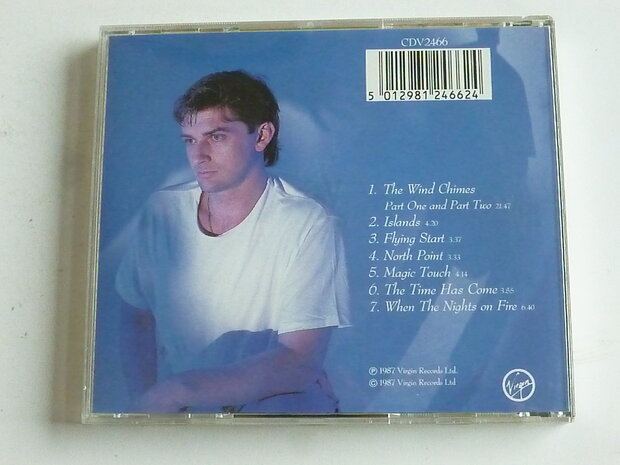 CDV2466
5 012981 246624
1. The Wind Chimes
Part One and Part Two 21.47
2. Islands 4.20
3. Flying Start 3.37
4. North Point 3.33
5. Magic Touch 4.14
6. The Time Has Come 3.55
7. When The Nights on Fire 6.40
℗ 1987 Virgin Records Ltd.
© 1987 Virgin Records Ltd
Virgin